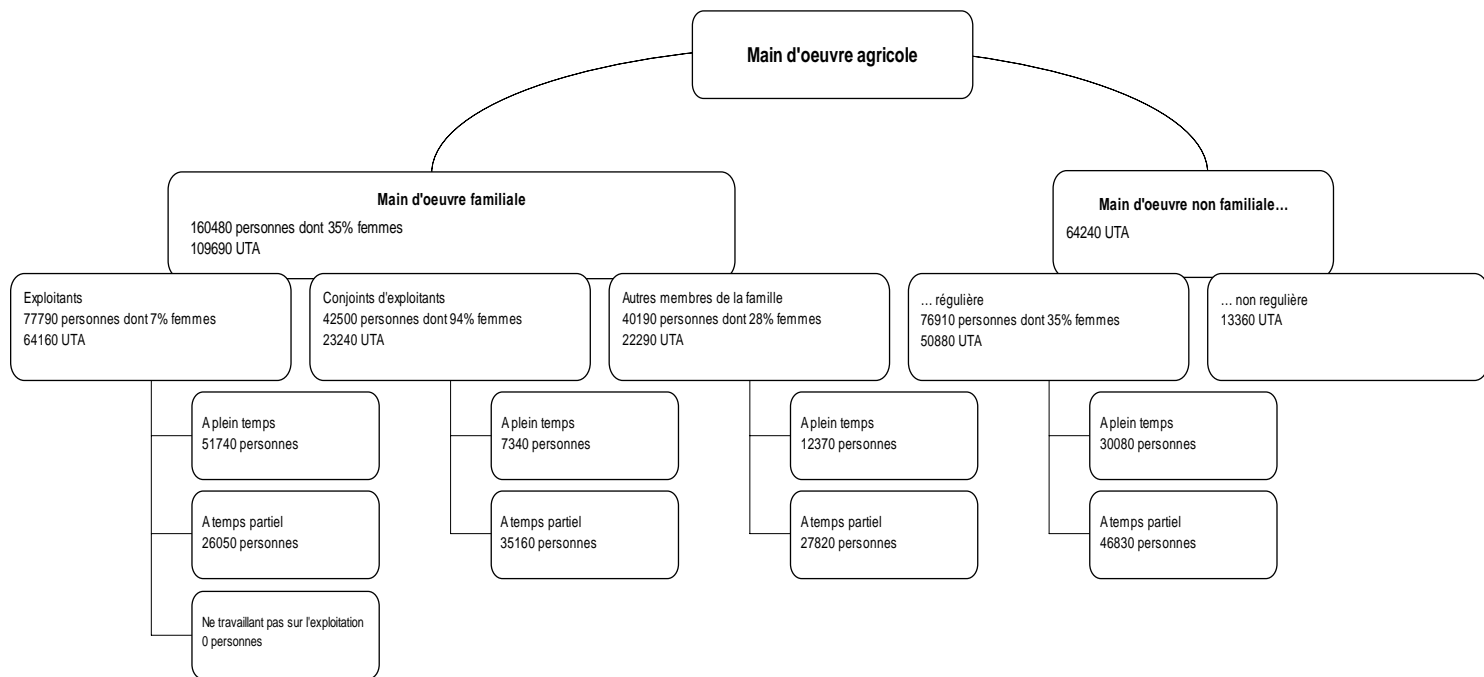 Main d'oeuvre agricole
Main d'oeuvre familiale
160480 personnes dont 35% femmes
109690 UTA
Main d'oeuvre non familiale...
64240 UTA
Exploitants
77790 personnes dont 7% femmes
64160 UTA
Conjoints d'exploitants
42500 personnes dont 94% femmes
23240 UTA
Autres membres de la famille
40190 personnes dont 28% femmes
22290 UTA
... régulière
76910 personnes dont 35% femmes
50880 UTA
... non regulière
13360 UTA
A plein temps
51740 personnes
A plein temps
7340 personnes
A plein temps
12370 personnes
A plein temps
30080 personnes
A temps partiel
26050 personnes
A temps partiel
35160 personnes
A temps partiel
27820 personnes
A temps partiel
46830 personnes
Ne travaillant pas sur l'exploitation
0 personnes